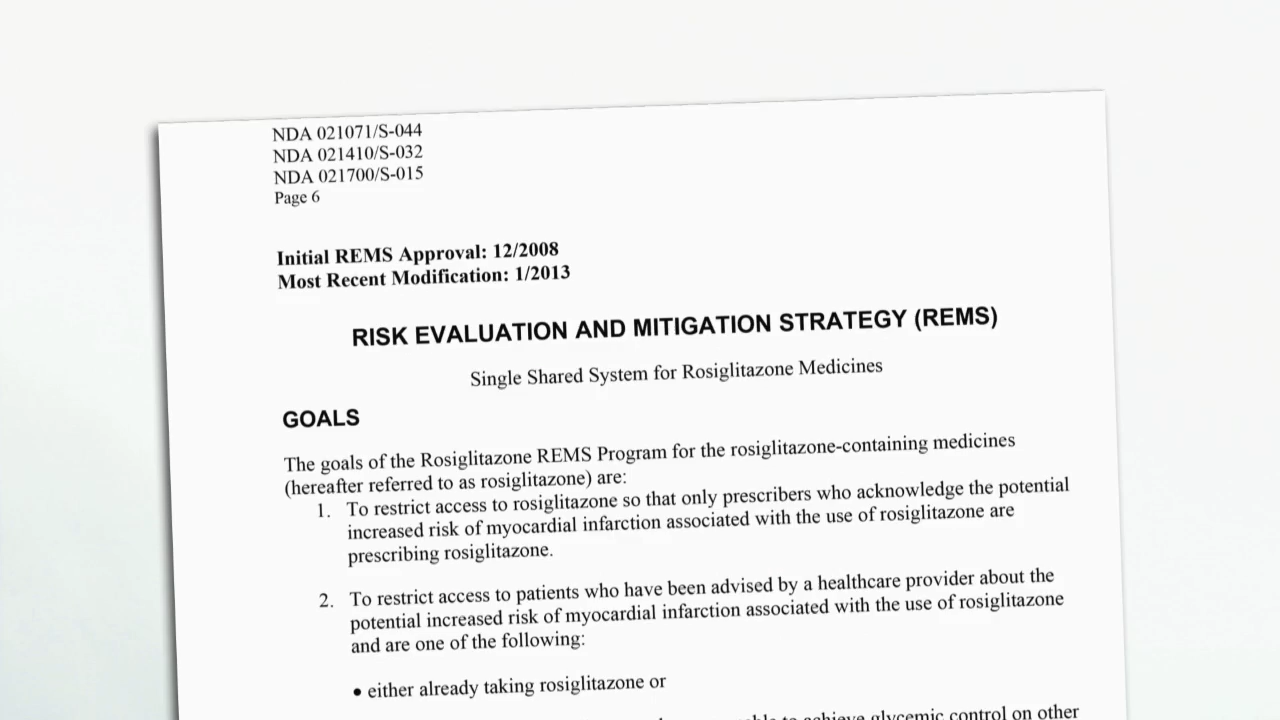 NDA 021071/S-044
NDA 021410/S-032
NDA 021700/S-015
Page 6
Initial REMS Approval: 12/2008
Most Recent Modification: 1/2013
RISK EVALUATION AND MITIGATION STRATEGY (REMS)
Single Shared System for Rosiglitazone Medicines
GOALS
The goals of the Rosiglitazone REMS Program for the rosiglitazone-containing medicines
(hereafter referred to as rosiglitazone) are:
1. To restrict access to rosiglitazone so that only prescribers who acknowledge the potential
increased risk of myocardial infarction associated with the use of rosiglitazone are
prescribing rosiglitazone.
2. To restrict access to patients who have been advised by a healthcare provider about the
potential increased risk of myocardial infarction associated with the use of rosiglitazone
and are one of the following:
• either already taking rosiglitazone or
to achieve glycemic control on other